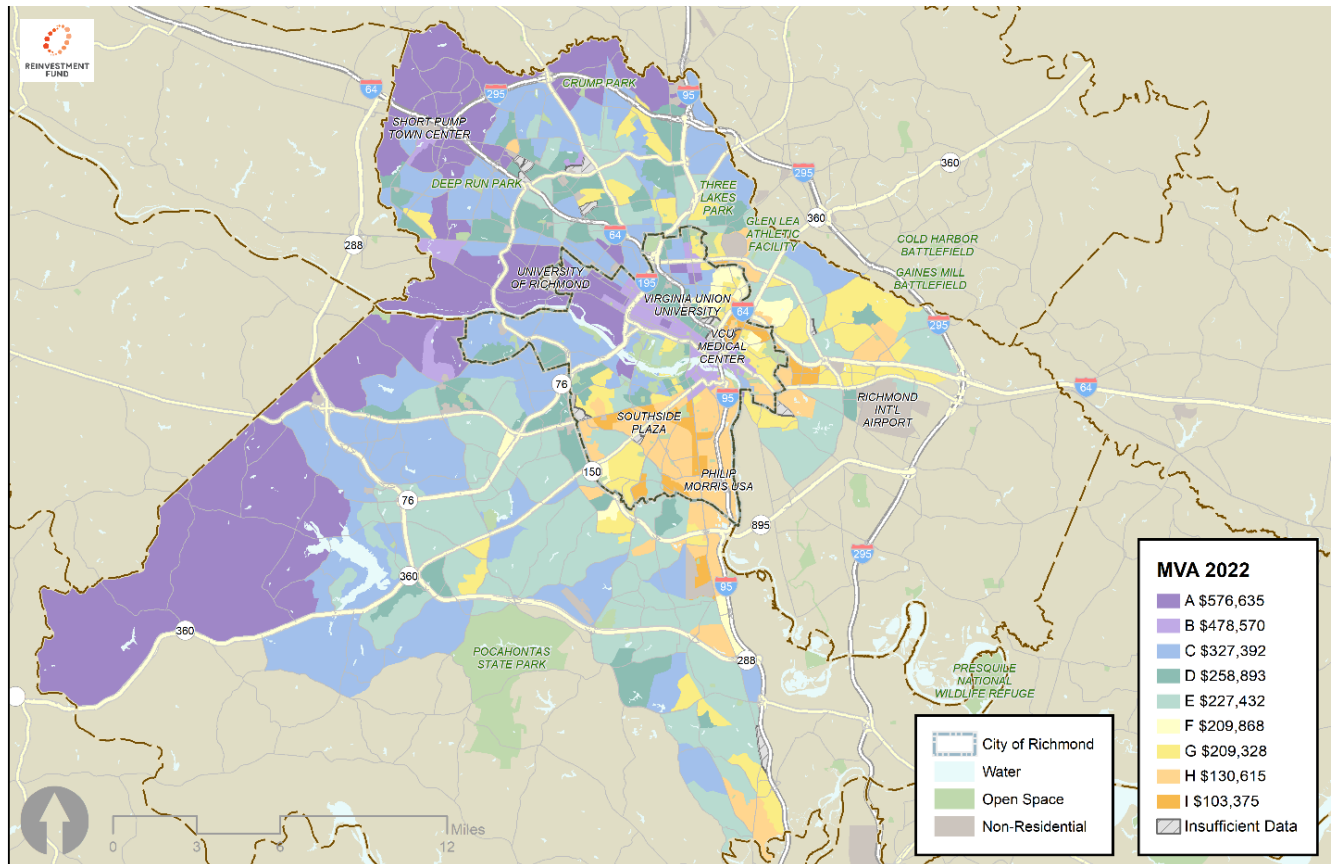 REINVESTMENT
FUND
64
295
CRUMP PARK
95
SHORT PUMP
TOWN CENTER
360
295
DEEP RUN PARK
THREE
LAKES
PARK
360
GLEN LEA
ATHLETIC
FACILITY
64
288
COLD HARBOR
BATTLEFIELD
GAINES MILL
BATTLEFIELD
UNIVERSITY
OF RICHMOND
195
VIRGINIA UNION
UNIVERSITY
64
295
VCU
MEDICAL
CENTER
76
64
95
RICHMOND
INT'L
AIRPORT
SOUTHSIDE
PLAZA
150
PHILIP
MORRIS USA
76
895
295
360
95
360
POCAHONTAS
STATE PARK
288
PRESQUILE
NATIONAL
WILDLIFE REFUGE
MVA 2022
A $576,635
B $478,570
C $327,392
D $258,893
E $227,432
F $209,868
G $209,328
H $130,615
I $103,375
Insufficient Data
City of Richmond
Water
Open Space
Non-Residential
Miles
0 3 6 12